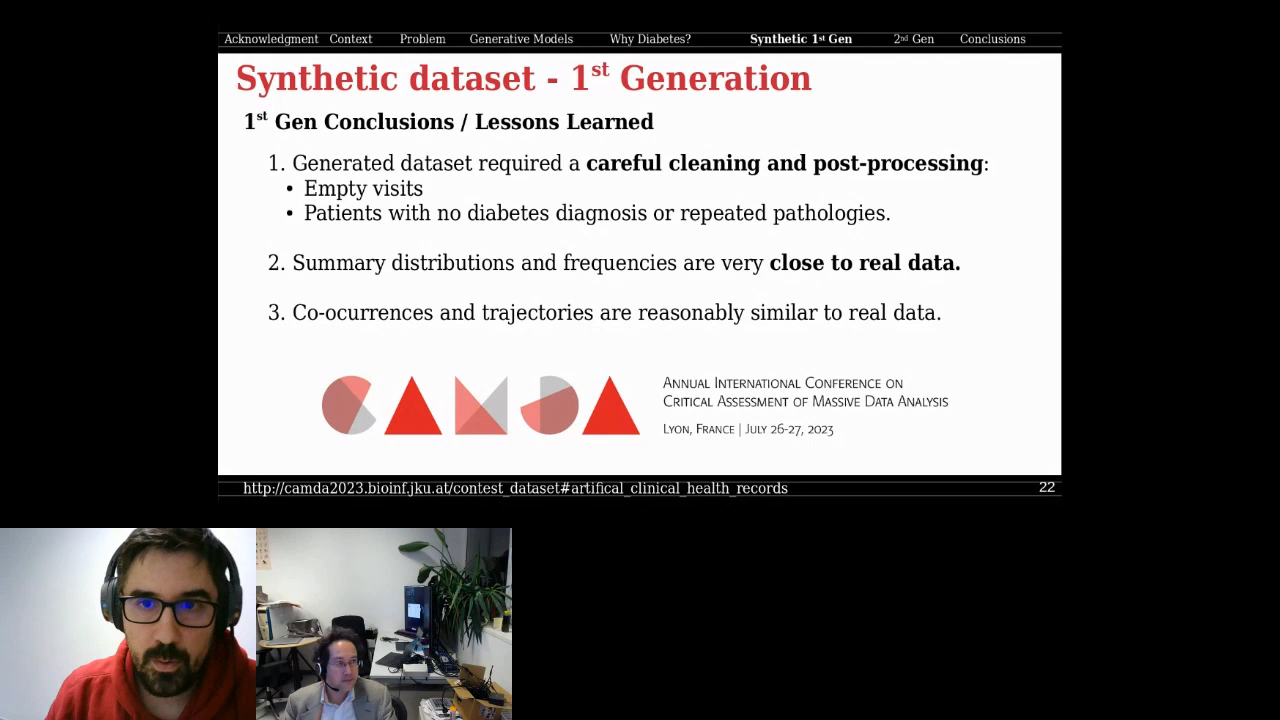 Acknowledgment Context Problem Generative Models Why Diabetes? Synthetic 1st Gen 2nd Gen Conclusions
Synthetic dataset - 1st Generation
1st Gen Conclusions / Lessons Learned
1. Generated dataset required a careful cleaning and post-processing:
• Empty visits
• Patients with no diabetes diagnosis or repeated pathologies.
2. Summary distributions and frequencies are very close to real data.
3. Co-ocurrences and trajectories are reasonably similar to real data.
CAMDA
Annual International Conference on
Critical Assessment of Massive Data Analysis
Lyon, France | July 26-27, 2023
http://camda2023.bioinf.jku.at/contest_dataset#artifical_clinical_health_records
22